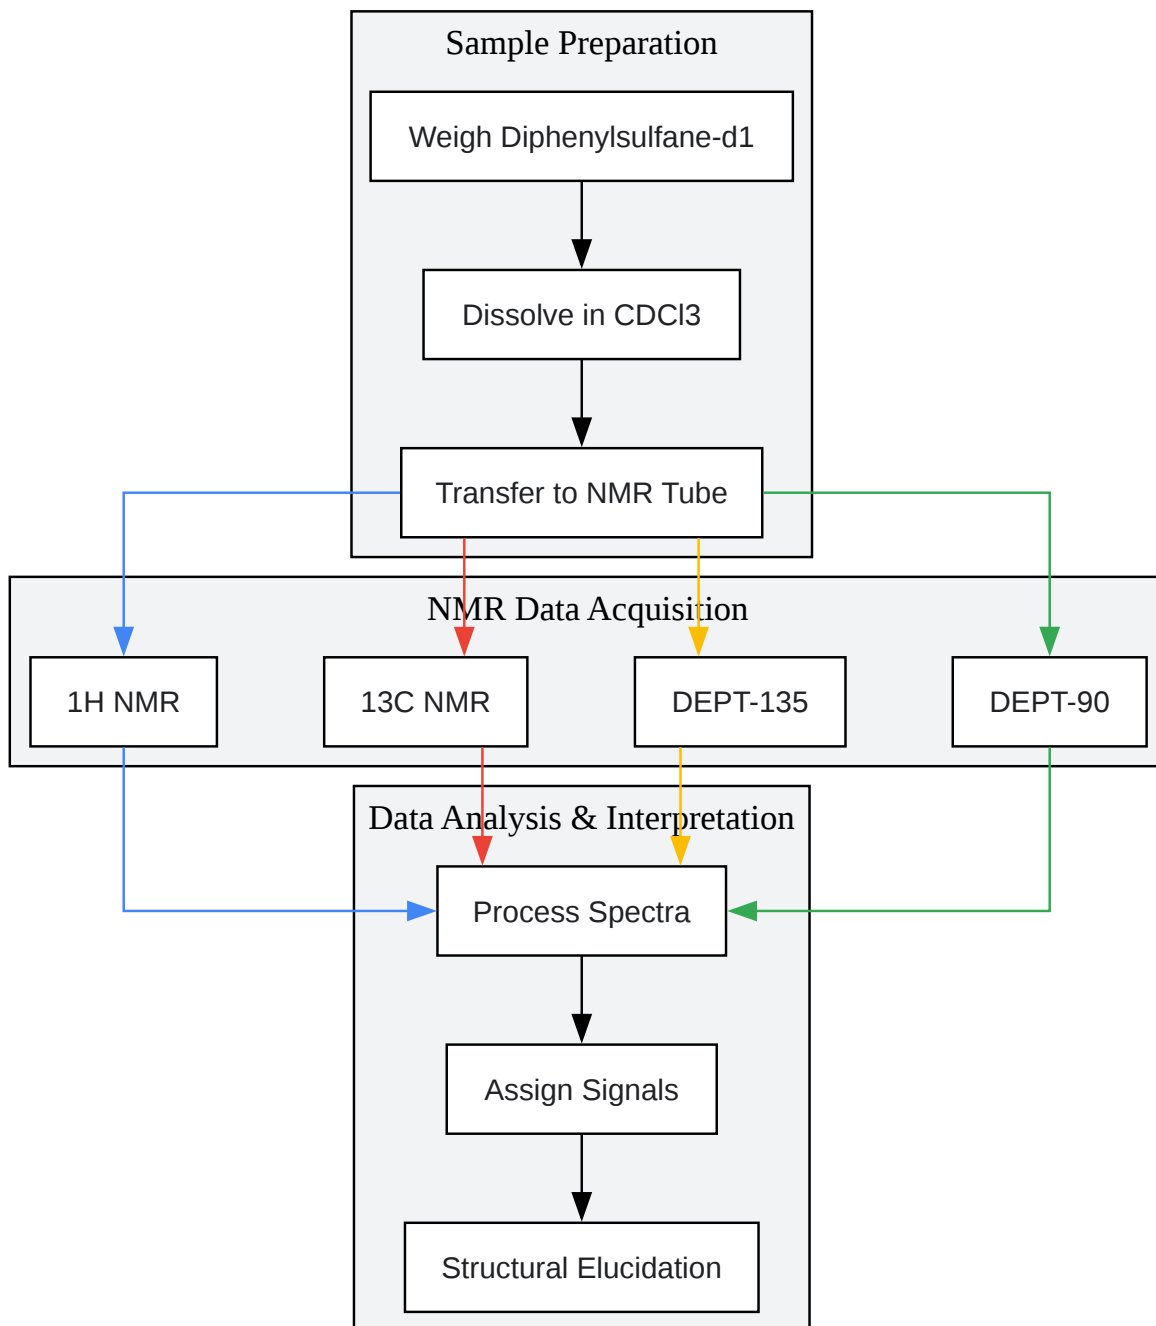 Sample Preparation
Weigh Diphenylsulfane-d1
Dissolve in CDCl3
Transfer to NMR Tube
NMR Data Acquisition
1H NMR
13C NMR
DEPT-135
DEPT-90
Data Analysis & Interpretation
Process Spectra
Assign Signals
Structural Elucidation